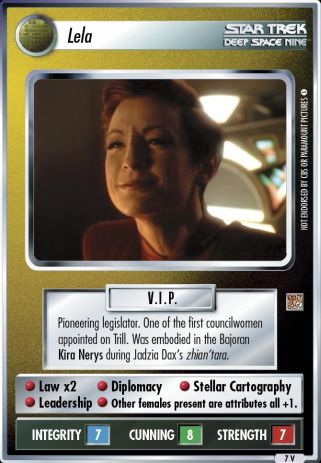 Lela
STAR TREK
DEEP SPACE NINE
NOT ENDORSED BY CBS OR PARAMOUNT PICTURES
V.I.P.
Pioneering legislator. One of the first councilwomen
appointed on Trill. Was embodied in the Bajoran
Kira Nerys during Jadzia Dax's zhian'tara.
Law x2 Diplomacy Stellar Cartography
Leadership Other females present are attributes all +1.
INTEGRITY 7 CUNNING 8 STRENGTH 7
7 V